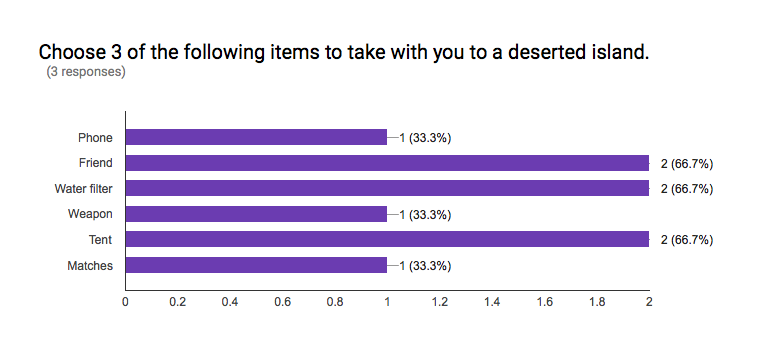 Choose 3 of the following items to take with you to a deserted island.
(3 responses)
Phone 1 (33.3%)
Friend 2 (66.7%)
Water filter 2 (66.7%)
Weapon 1 (33.3%)
Tent 2 (66.7%)
Matches 1 (33.3%)
0 0.2 0.4 0.6 0.8 1 1.2 1.4 1.6 1.8 2